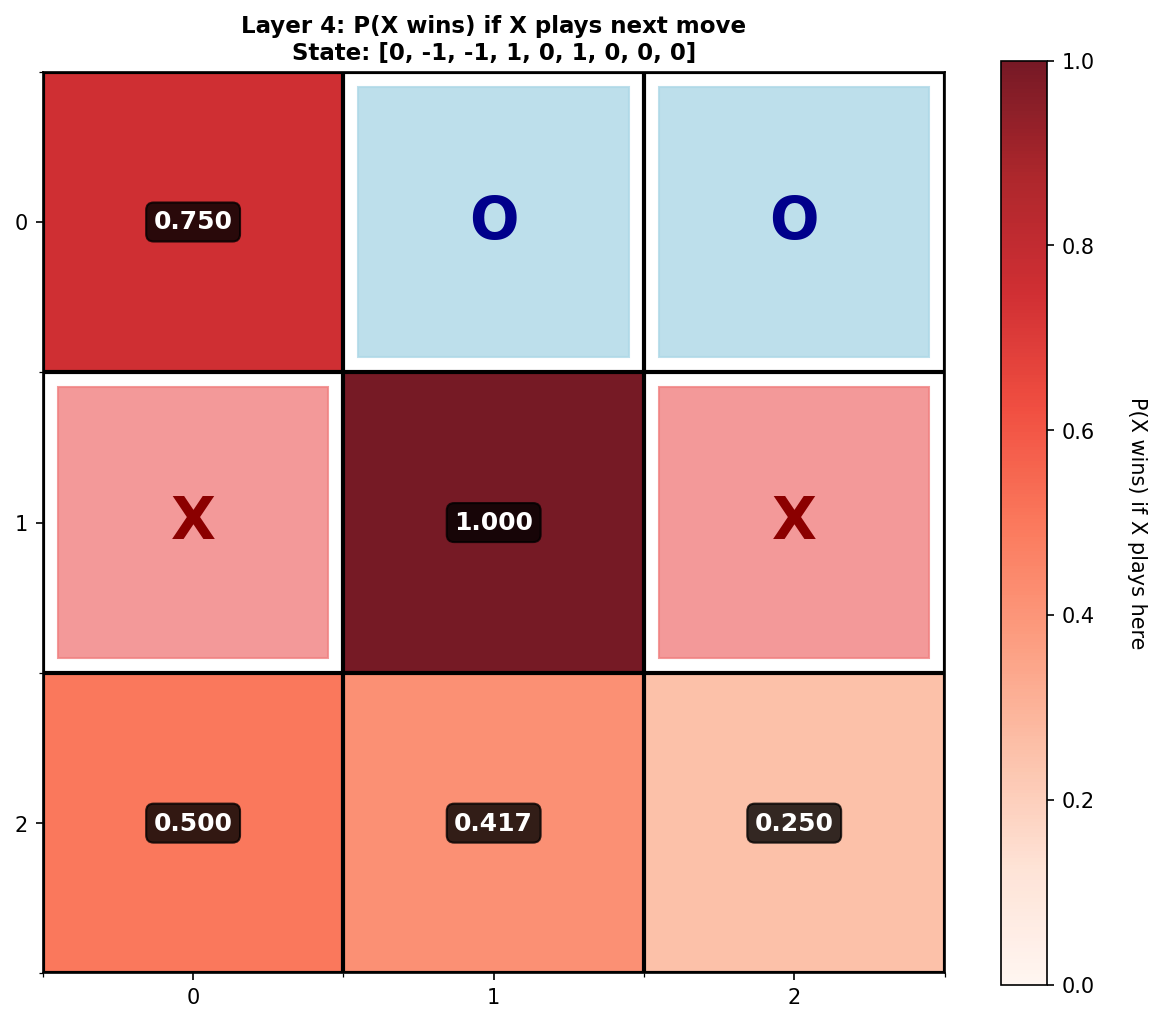 Layer 4: P(X wins) if X plays next move
State: [0, -1, -1, 1, 0, 1, 0, 0, 0]
0
0.750
O
O
1
X
1.000
X
2
0.500
0.417
0.250
0
1
2
1.0
0.8
0.6
0.4
0.2
0.0
P(X wins) if X plays here